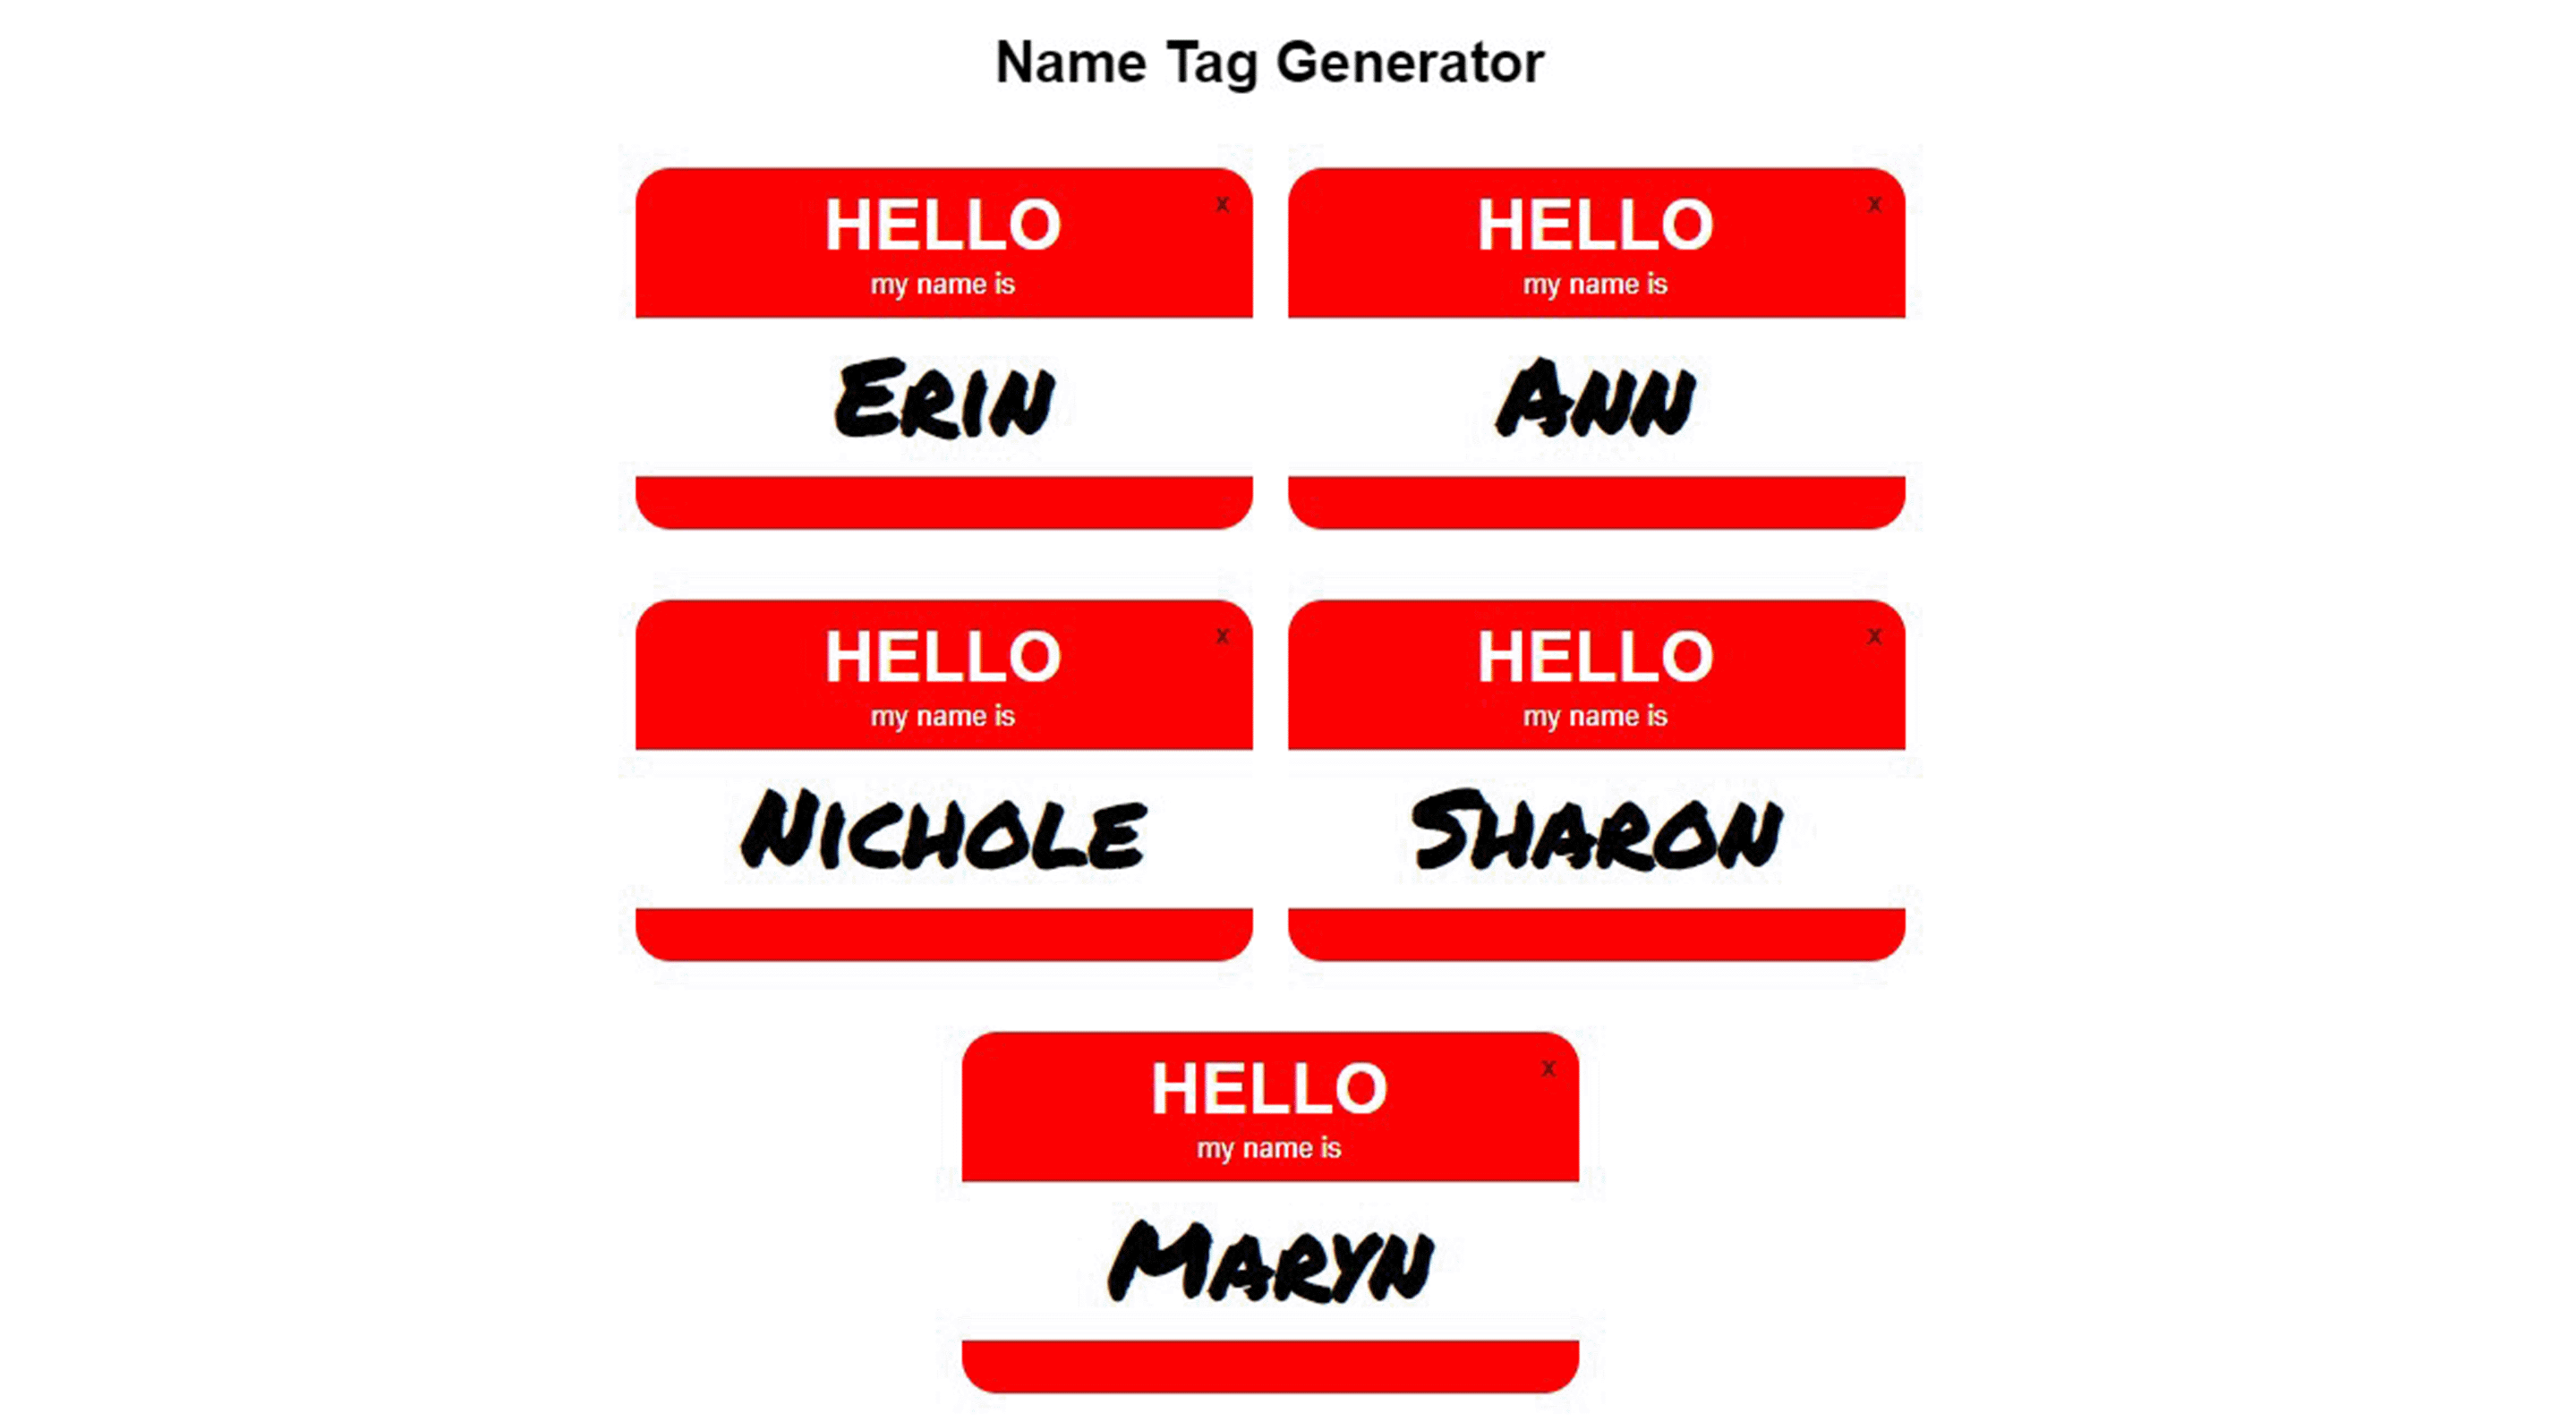 Name Tag Generator
x
HELLO
my name is
Erin
x
HELLO
my name is
Ann
x
HELLO
my name is
Nichole
x
HELLO
my name is
Sharon
x
HELLO
my name is
Maryn